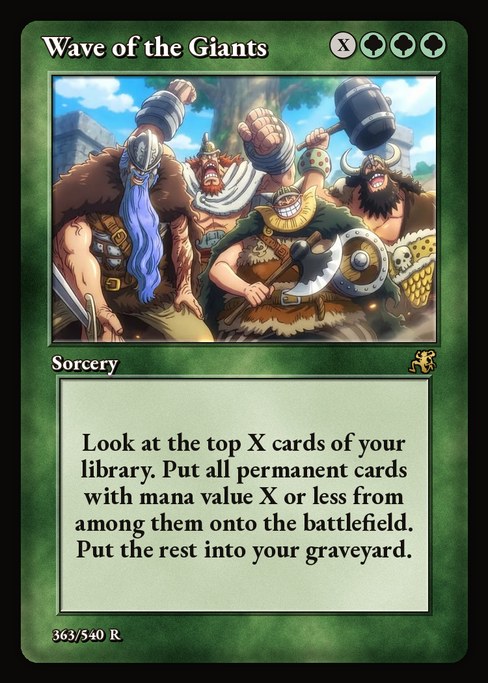 Wave of the Giants X
Sorcery
Look at the top X cards of your
library. Put all permanent cards
with mana value X or less from
among them onto the battlefield.
Put the rest into your graveyard.
363/540 R